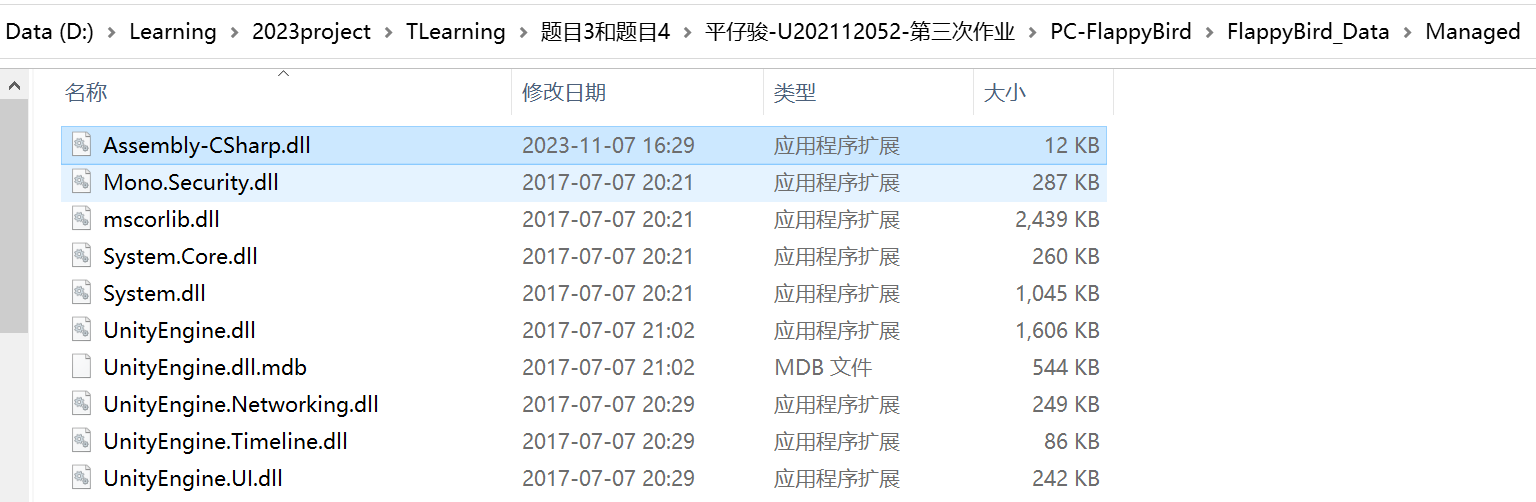 Data (D:) › Learning › 2023project › TLearning › 题目3和题目4 › 平仔骏-U202112052-第三次作业 › PC-FlappyBird › FlappyBird_Data › Managed
名称 修改日期 类型 大小
Assembly-CSharp.dll 2023-11-07 16:29 应用程序扩展 12 KB
Mono.Security.dll 2017-07-07 20:21 应用程序扩展 287 KB
mscorlib.dll 2017-07-07 20:21 应用程序扩展 2,439 KB
System.Core.dll 2017-07-07 20:21 应用程序扩展 260 KB
System.dll 2017-07-07 20:21 应用程序扩展 1,045 KB
UnityEngine.dll 2017-07-07 21:02 应用程序扩展 1,606 KB
UnityEngine.dll.mdb 2017-07-07 21:02 MDB 文件 544 KB
UnityEngine.Networking.dll 2017-07-07 20:29 应用程序扩展 249 KB
UnityEngine.Timeline.dll 2017-07-07 20:29 应用程序扩展 86 KB
UnityEngine.UI.dll 2017-07-07 20:29 应用程序扩展 242 KB